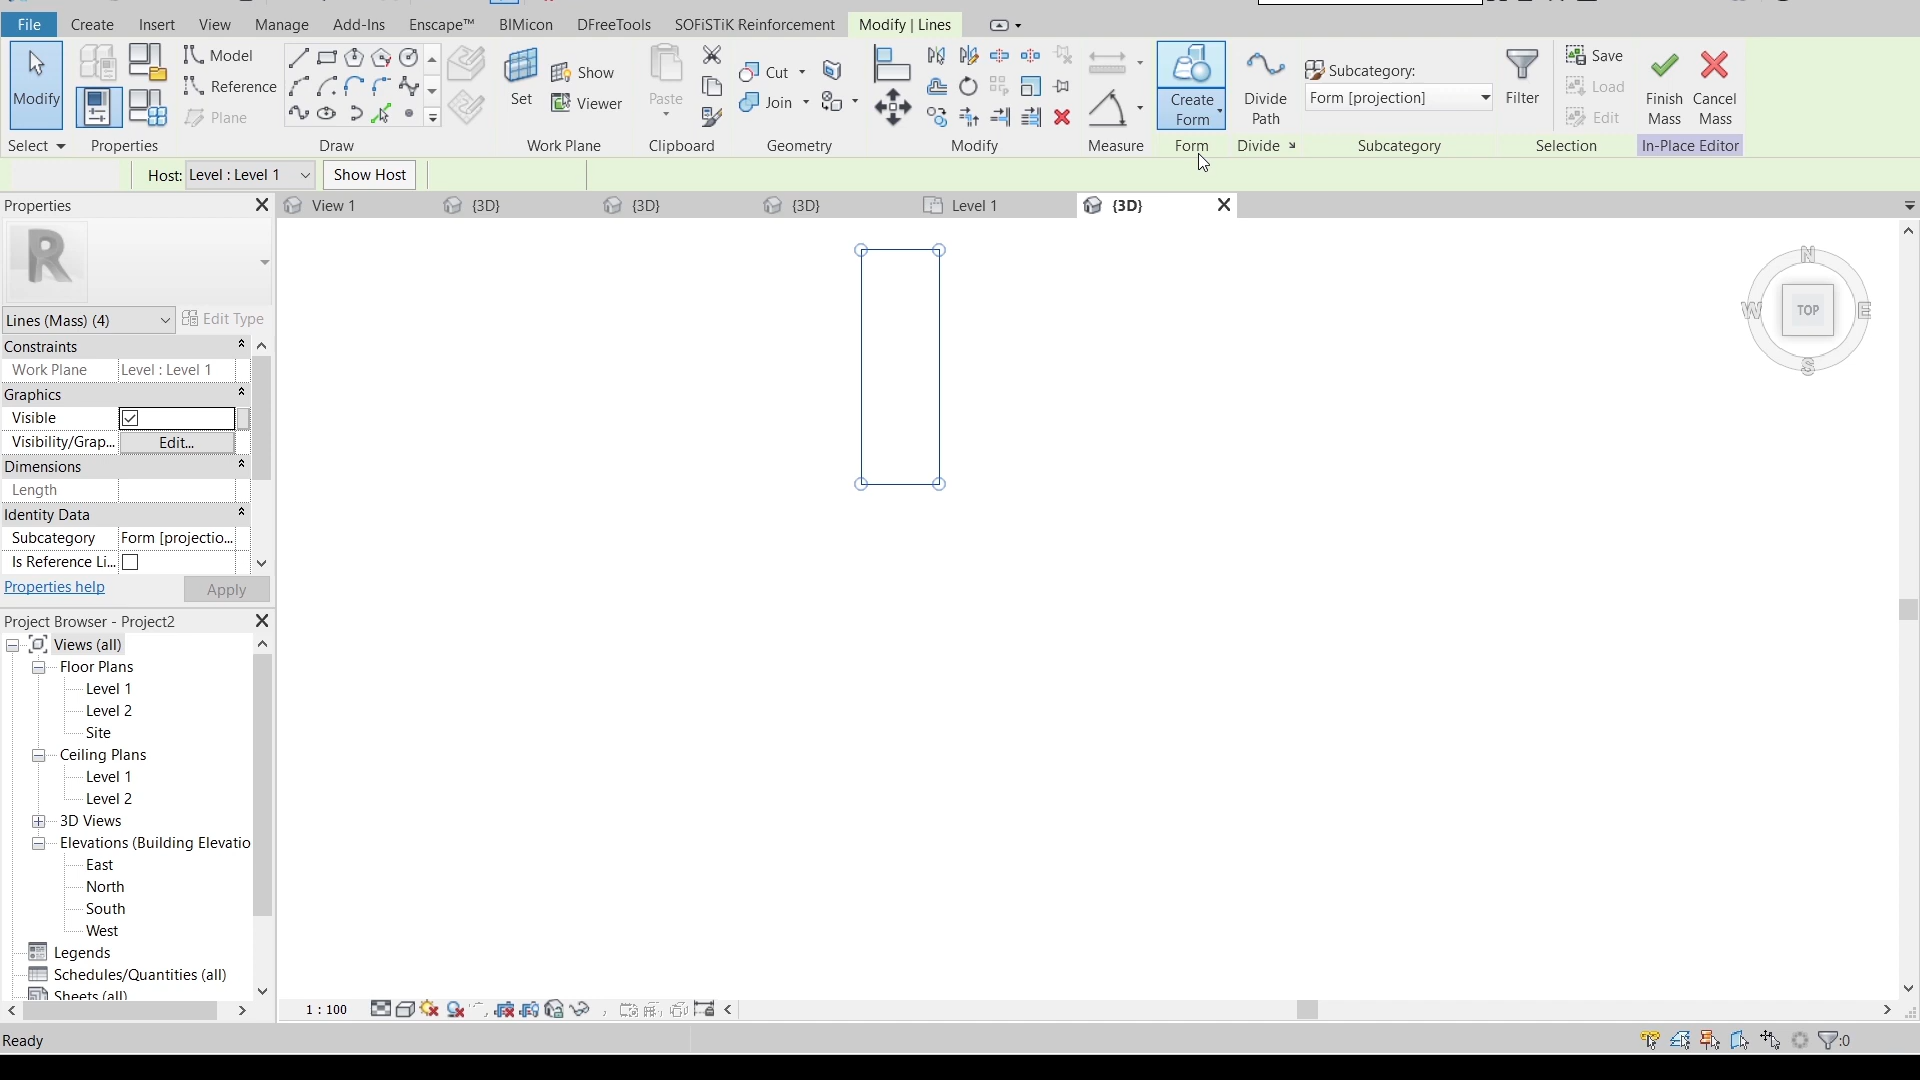 File Create Insert View Manage Add-Ins Enscape™ BIMicon DFreeTools SOFiSTiK Reinforcement Modify | Lines
Modify
Model
Reference
Plane
Set
Show
Viewer
Paste
Cut
Join
Create
Form
Divide
Path
Subcategory:
Form [projection]
Filter
Save
Load
Edit
Finish
Mass
Cancel
Mass
Select Properties Draw Work Plane Clipboard Geometry Modify Measure Form Divide Subcategory Selection In-Place Editor
Host: Level : Level 1 Show Host
Properties
View 1 {3D} {3D} {3D} Level 1 {3D}
R
Lines (Mass) (4) Edit Type
Constraints
Work Plane Level : Level 1
Graphics
Visible
Visibility/Grap... Edit...
Dimensions
Length
Identity Data
Subcategory Form [projectio...
Is Reference Li...
Properties help Apply
N
W TOP E
S
Project Browser - Project2
Views (all)
Floor Plans
Level 1
Level 2
Site
Ceiling Plans
Level 1
Level 2
3D Views
Elevations (Building Elevatio
East
North
South
West
Legends
Schedules/Quantities (all)
Sheets (all)
1 : 100
Ready
:0